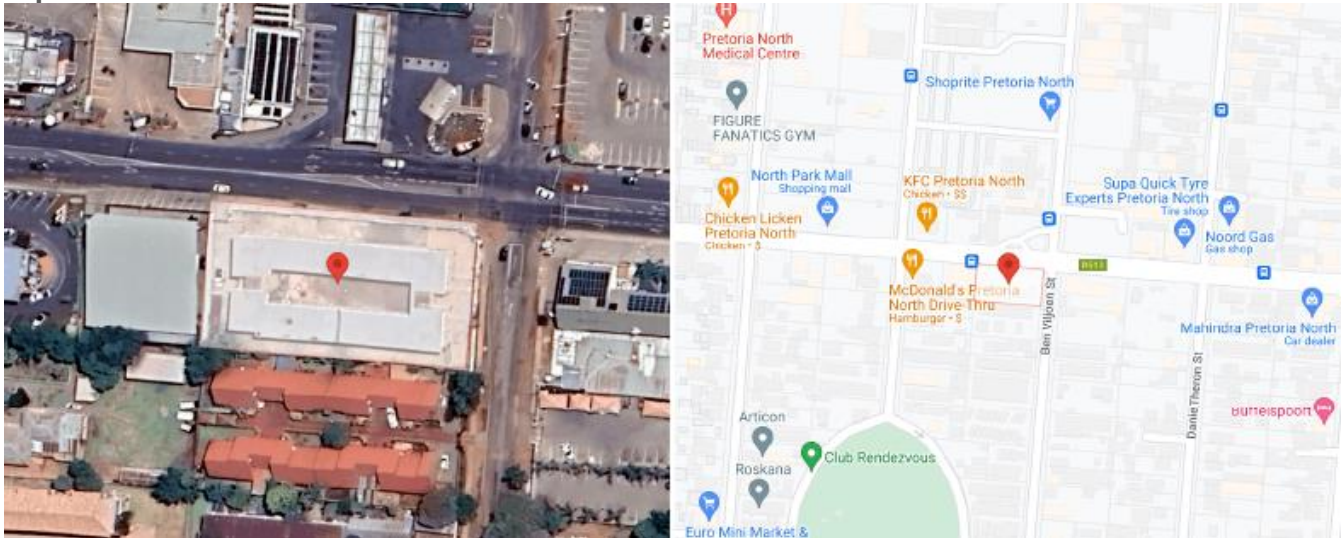 Pretoria North
Medical Centre
Shoprite Pretoria North
FIGURE
FANATICS GYM
North Park Mall
Shopping mall
KFC Pretoria North
Chicken • $$
Supa Quick Tyre
Experts Pretoria North
Tire shop
Chicken Licken
Pretoria North
Chicken • $
Noord Gas
Gas shop
McDonald's Pretoria
North Drive-Thru
Hamburger • $
Ben Viljoen St
Mahindra Pretoria North
Car dealer
DanieTheron St
Buffelspoort
Articon
Club Rendezvous
Roskana
Euro Mini Market &